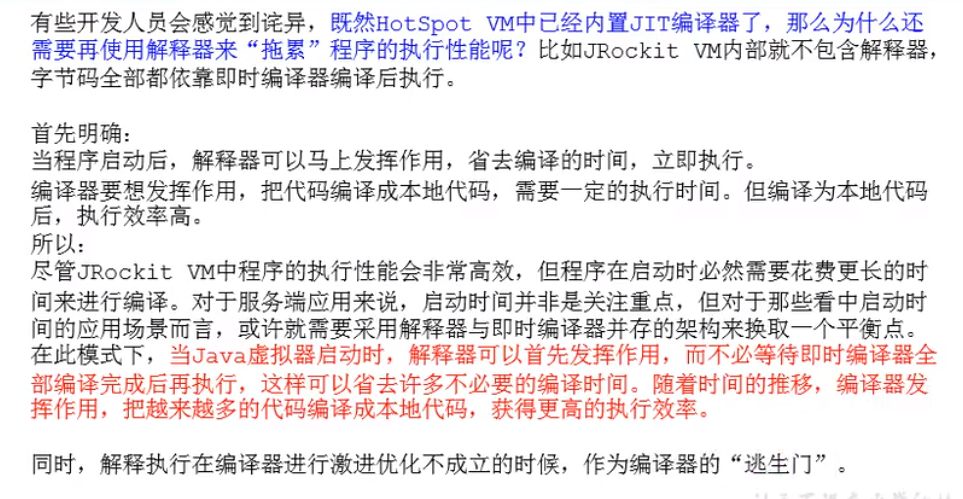 有些开发人员会感觉到诧异，既然HotSpot VM中已经内置JIT编译器了，那么为什么还
需要再使用解释器来“拖累”程序的执行性能呢？比如JRockit VM内部就不包含解释器，
字节码全部都依靠即时编译器编译后执行。
首先明确：
当程序启动后，解释器可以马上发挥作用，省去编译的时间，立即执行。
编译器要想发挥作用，把代码编译成本地代码，需要一定的执行时间。但编译为本地代码
后，执行效率高。
所以：
尽管JRockit VM中程序的执行性能会非常高效，但程序在启动时必然需要花费更长的时
间来进行编译。对于服务端应用来说，启动时间并非是关注重点，但对于那些看中启动时
间的应用场景而言，或许就需要采用解释器与即时编译器并存的架构来换取一个平衡点。
在此模式下，当Java虚拟器启动时，解释器可以首先发挥作用，而不必等待即时编译器全
部编译完成后再执行，这样可以省去许多不必要的编译时间。随着时间的推移，编译器发
挥作用，把越来越多的代码编译成本地代码，获得更高的执行效率。
同时，解释执行在编译器进行激进优化不成立的时候，作为编译器的“逃生门”。